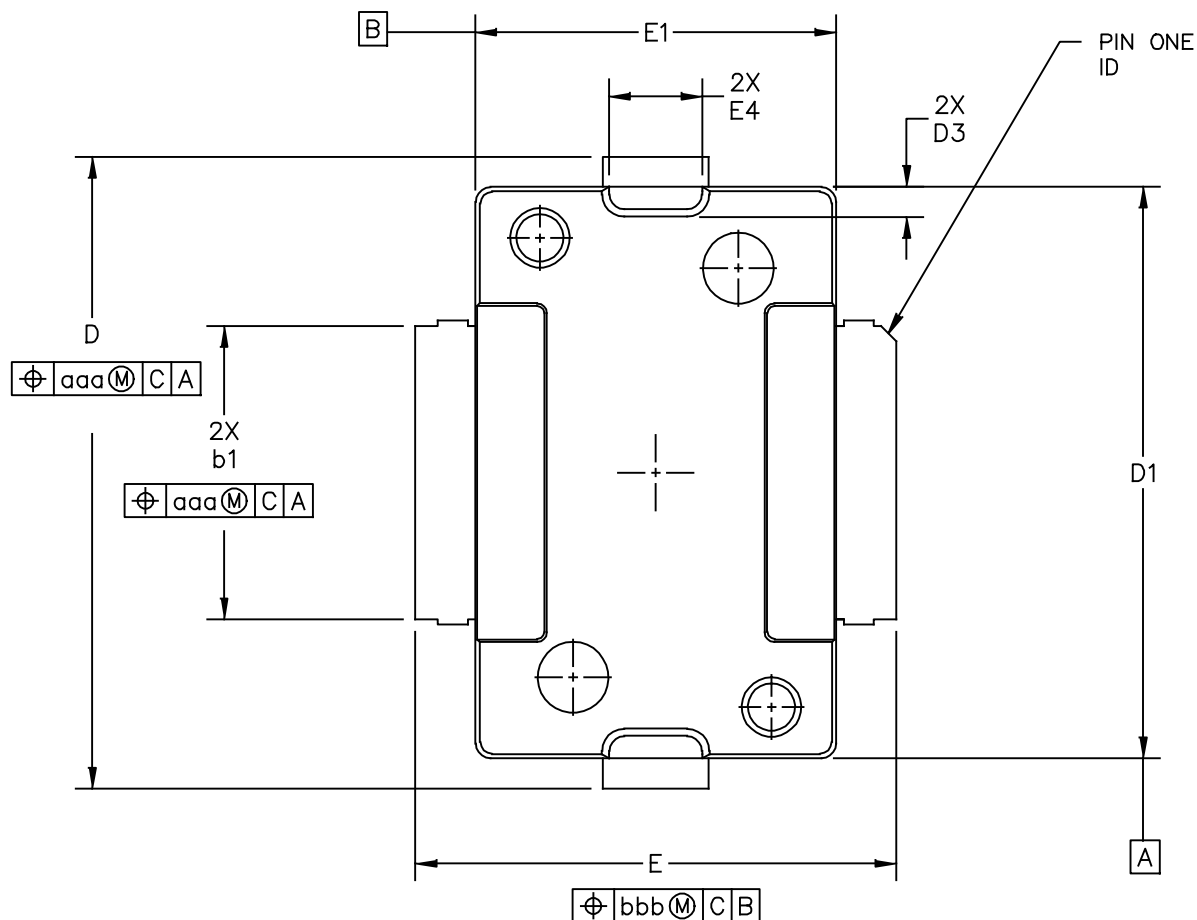 B
E1
PIN ONE
ID
2X
E4
2X
D3
D
⌖ aaa Ⓜ C A
2X
b1
⌖ aaa Ⓜ C A
D1
E
A
⌖ bbb Ⓜ C B